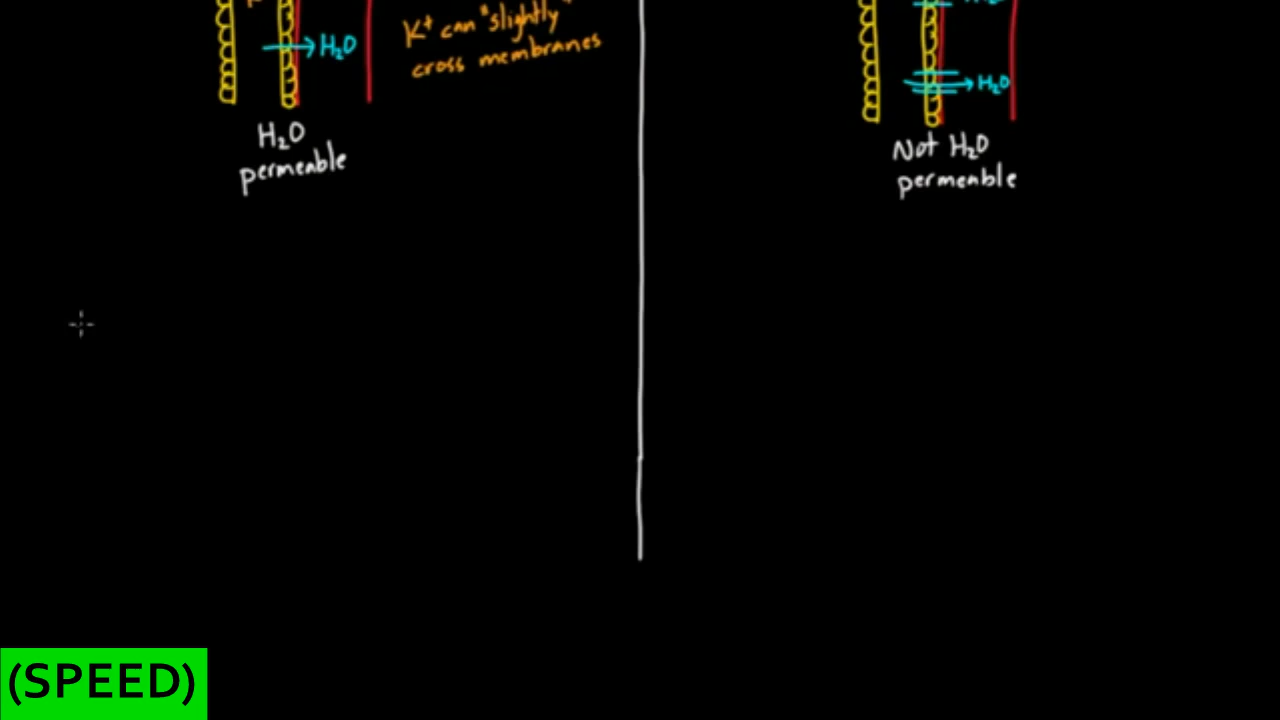 K⁺ can "slightly"
cross membranes
H₂O
H₂O
permeable
H₂O
Not H₂O
permeable
(SPEED)